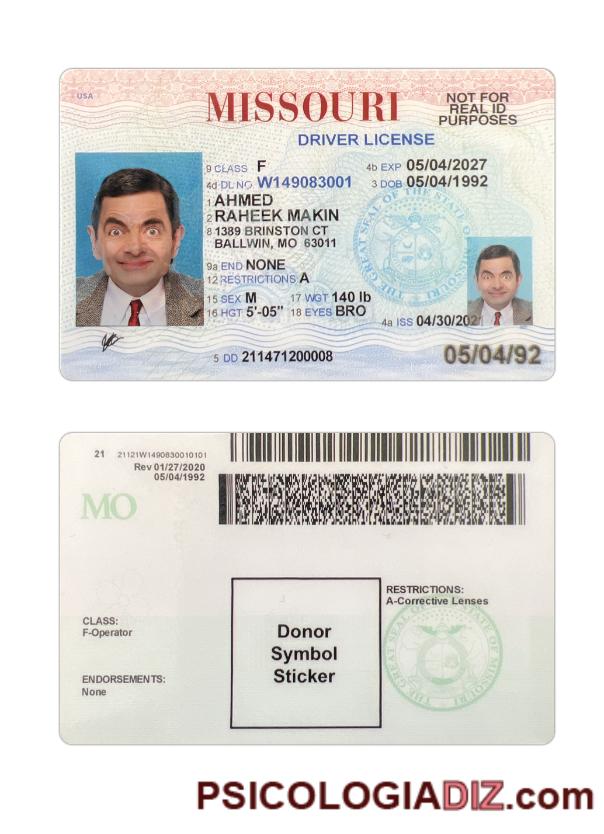 USA
MISSOURI
NOT FOR
REAL ID
PURPOSES
DRIVER LICENSE
9 CLASS F
4b EXP 05/04/2027
4d DL NO W149083001
3 DOB 05/04/1992
1 AHMED
2 RAHEEK MAKIN
8 1389 BRINSTON CT
BALLWIN, MO 63011
9a END NONE
12 RESTRICTIONS A
15 SEX M 17 WGT 140 lb
16 HGT 5'-05" 18 EYES BRO
4a ISS 04/30/202
5 DD 211471200008
05/04/92
THE GREAT SEAL OF THE STATE OF MISSOURI
21 21121W1490830010101
Rev 01/27/2020
05/04/1992
MO
RESTRICTIONS:
A-Corrective Lenses
CLASS:
F-Operator
Donor
Symbol
Sticker
ENDORSEMENTS:
None
THE GREAT SEAL OF THE STATE OF MISSOURI
PSICOLOGIADIZ.com